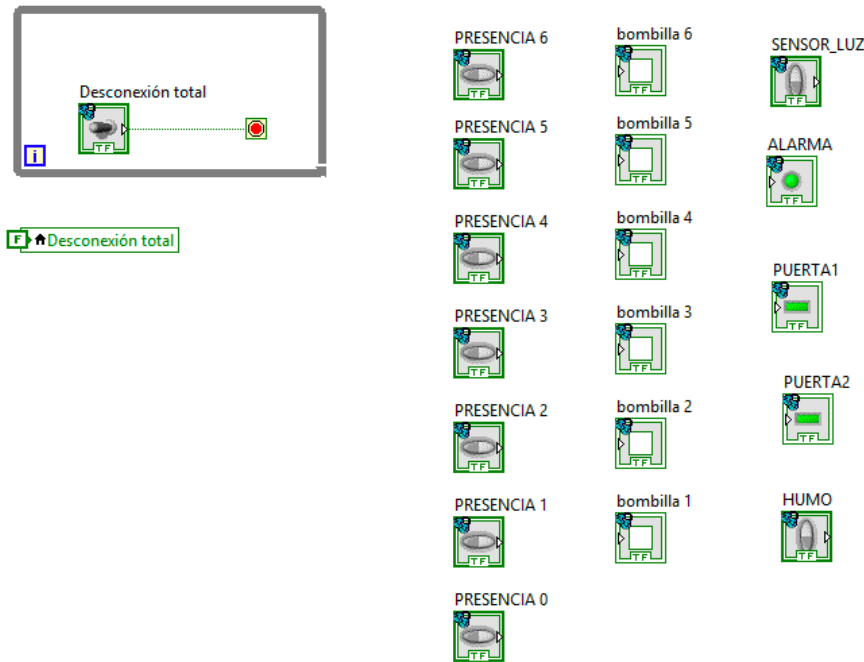 Desconexión total
TF
i
F Desconexión total
PRESENCIA 6
TF
PRESENCIA 5
TF
PRESENCIA 4
TF
PRESENCIA 3
TF
PRESENCIA 2
TF
PRESENCIA 1
TF
PRESENCIA 0
TF
bombilla 6
TF
bombilla 5
TF
bombilla 4
TF
bombilla 3
TF
bombilla 2
TF
bombilla 1
TF
SENSOR_LUZ
TF
ALARMA
TF
PUERTA1
TF
PUERTA2
TF
HUMO
TF